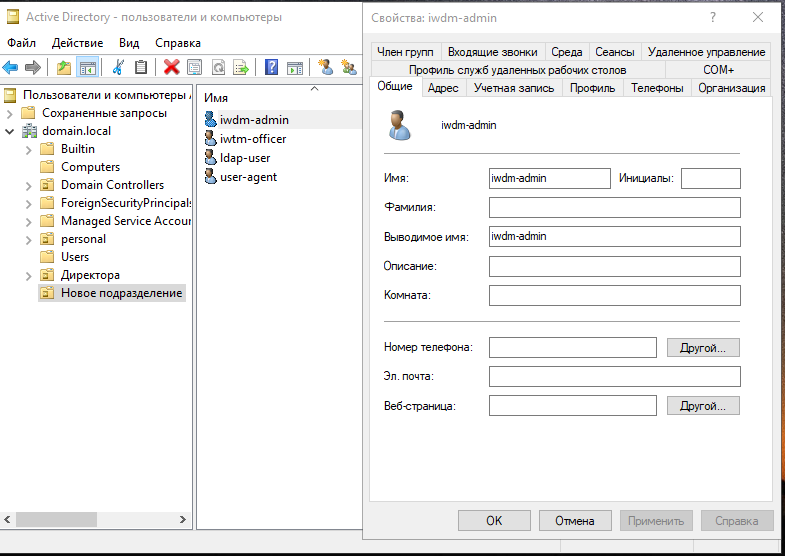 Active Directory - пользователи и компьютеры
Файл Действие Вид Справка
Пользователи и компьютеры
Сохраненные запросы
domain.local
Builtin
Computers
Domain Controllers
ForeignSecurityPrincipals
Managed Service Accour
personal
Users
Директора
Новое подразделение
Имя
iwdm-admin
iwtm-officer
ldap-user
user-agent
Свойства: iwdm-admin
Член групп Входящие звонки Среда Сеансы Удаленное управление
Профиль служб удаленных рабочих столов COM+
Общие Адрес Учетная запись Профиль Телефоны Организация
iwdm-admin
Имя: iwdm-admin Инициалы:
Фамилия:
Выводимое имя: iwdm-admin
Описание:
Комната:
Номер телефона: Другой...
Эл. почта:
Веб-страница: Другой...
ОК Отмена Применить Справка